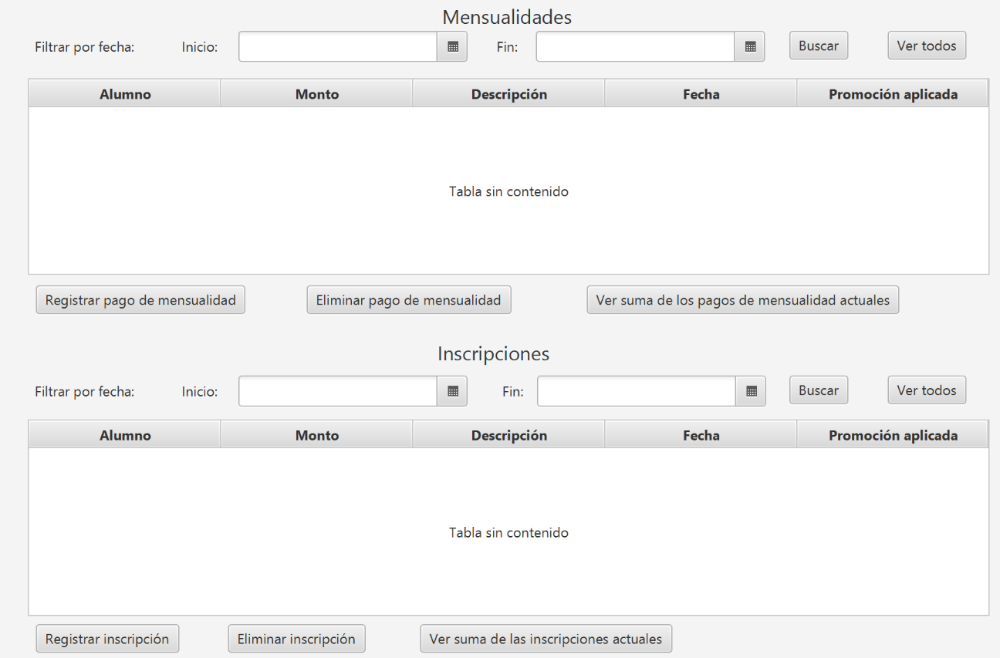 Mensualidades
Filtrar por fecha: Inicio: Fin: Buscar Ver todos
Alumno Monto Descripción Fecha Promoción aplicada
Tabla sin contenido
Registrar pago de mensualidad Eliminar pago de mensualidad Ver suma de los pagos de mensualidad actuales
Inscripciones
Filtrar por fecha: Inicio: Fin: Buscar Ver todos
Alumno Monto Descripción Fecha Promoción aplicada
Tabla sin contenido
Registrar inscripción Eliminar inscripción Ver suma de las inscripciones actuales